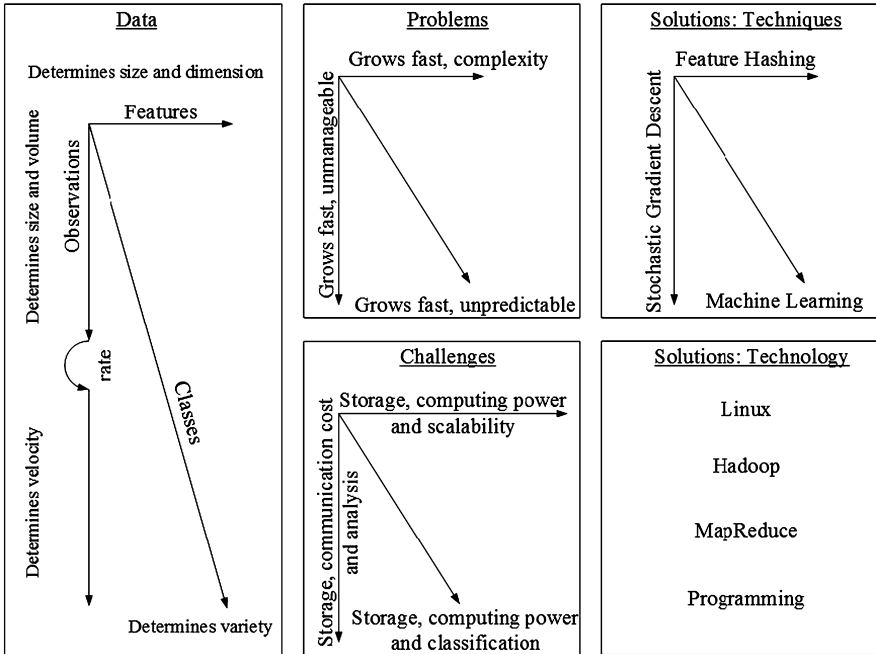 Data
Determines size and dimension
Features
Determines size and volume
Observations
rate
Classes
Determines velocity
Determines variety
Problems
Grows fast, complexity
Grows fast, unmanageable
Grows fast, unpredictable
Solutions: Techniques
Feature Hashing
Stochastic Gradient Descent
Machine Learning
Challenges
Storage, computing power
and scalability
Storage, communication cost
and analysis
Storage, computing power
and classification
Solutions: Technology
Linux
Hadoop
MapReduce
Programming